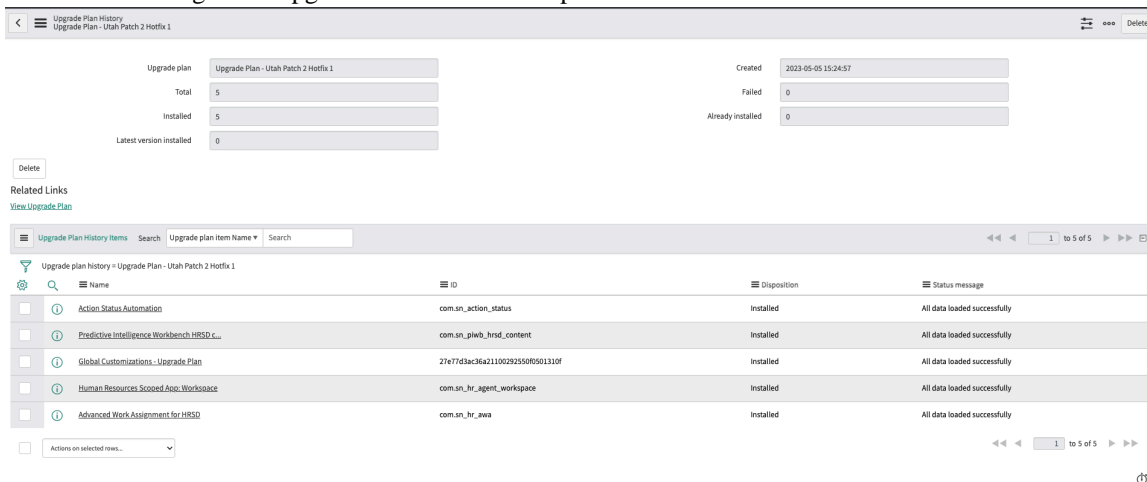 Upgrade Plan History
Upgrade Plan - Utah Patch 2 Hotfix 1
Delete
Upgrade plan Upgrade Plan - Utah Patch 2 Hotfix 1 Created 2023-05-05 15:24:57
Total 5 Failed 0
Installed 5 Already installed 0
Latest version installed 0
Delete
Related Links
View Upgrade Plan
Upgrade Plan History Items Search Upgrade plan item Name Search 1 to 5 of 5
Upgrade plan history = Upgrade Plan - Utah Patch 2 Hotfix 1
Name ID Disposition Status message
Action Status Automation com.sn_action_status Installed All data loaded successfully
Predictive Intelligence Workbench HRSD c... com.sn_piwb_hrsd_content Installed All data loaded successfully
Global Customizations - Upgrade Plan 27e77d3ac36a21100292550f0501310f Installed All data loaded successfully
Human Resources Scoped App: Workspace com.sn_hr_agent_workspace Installed All data loaded successfully
Advanced Work Assignment for HRSD com.sn_hr_awa Installed All data loaded successfully
Actions on selected rows... 1 to 5 of 5